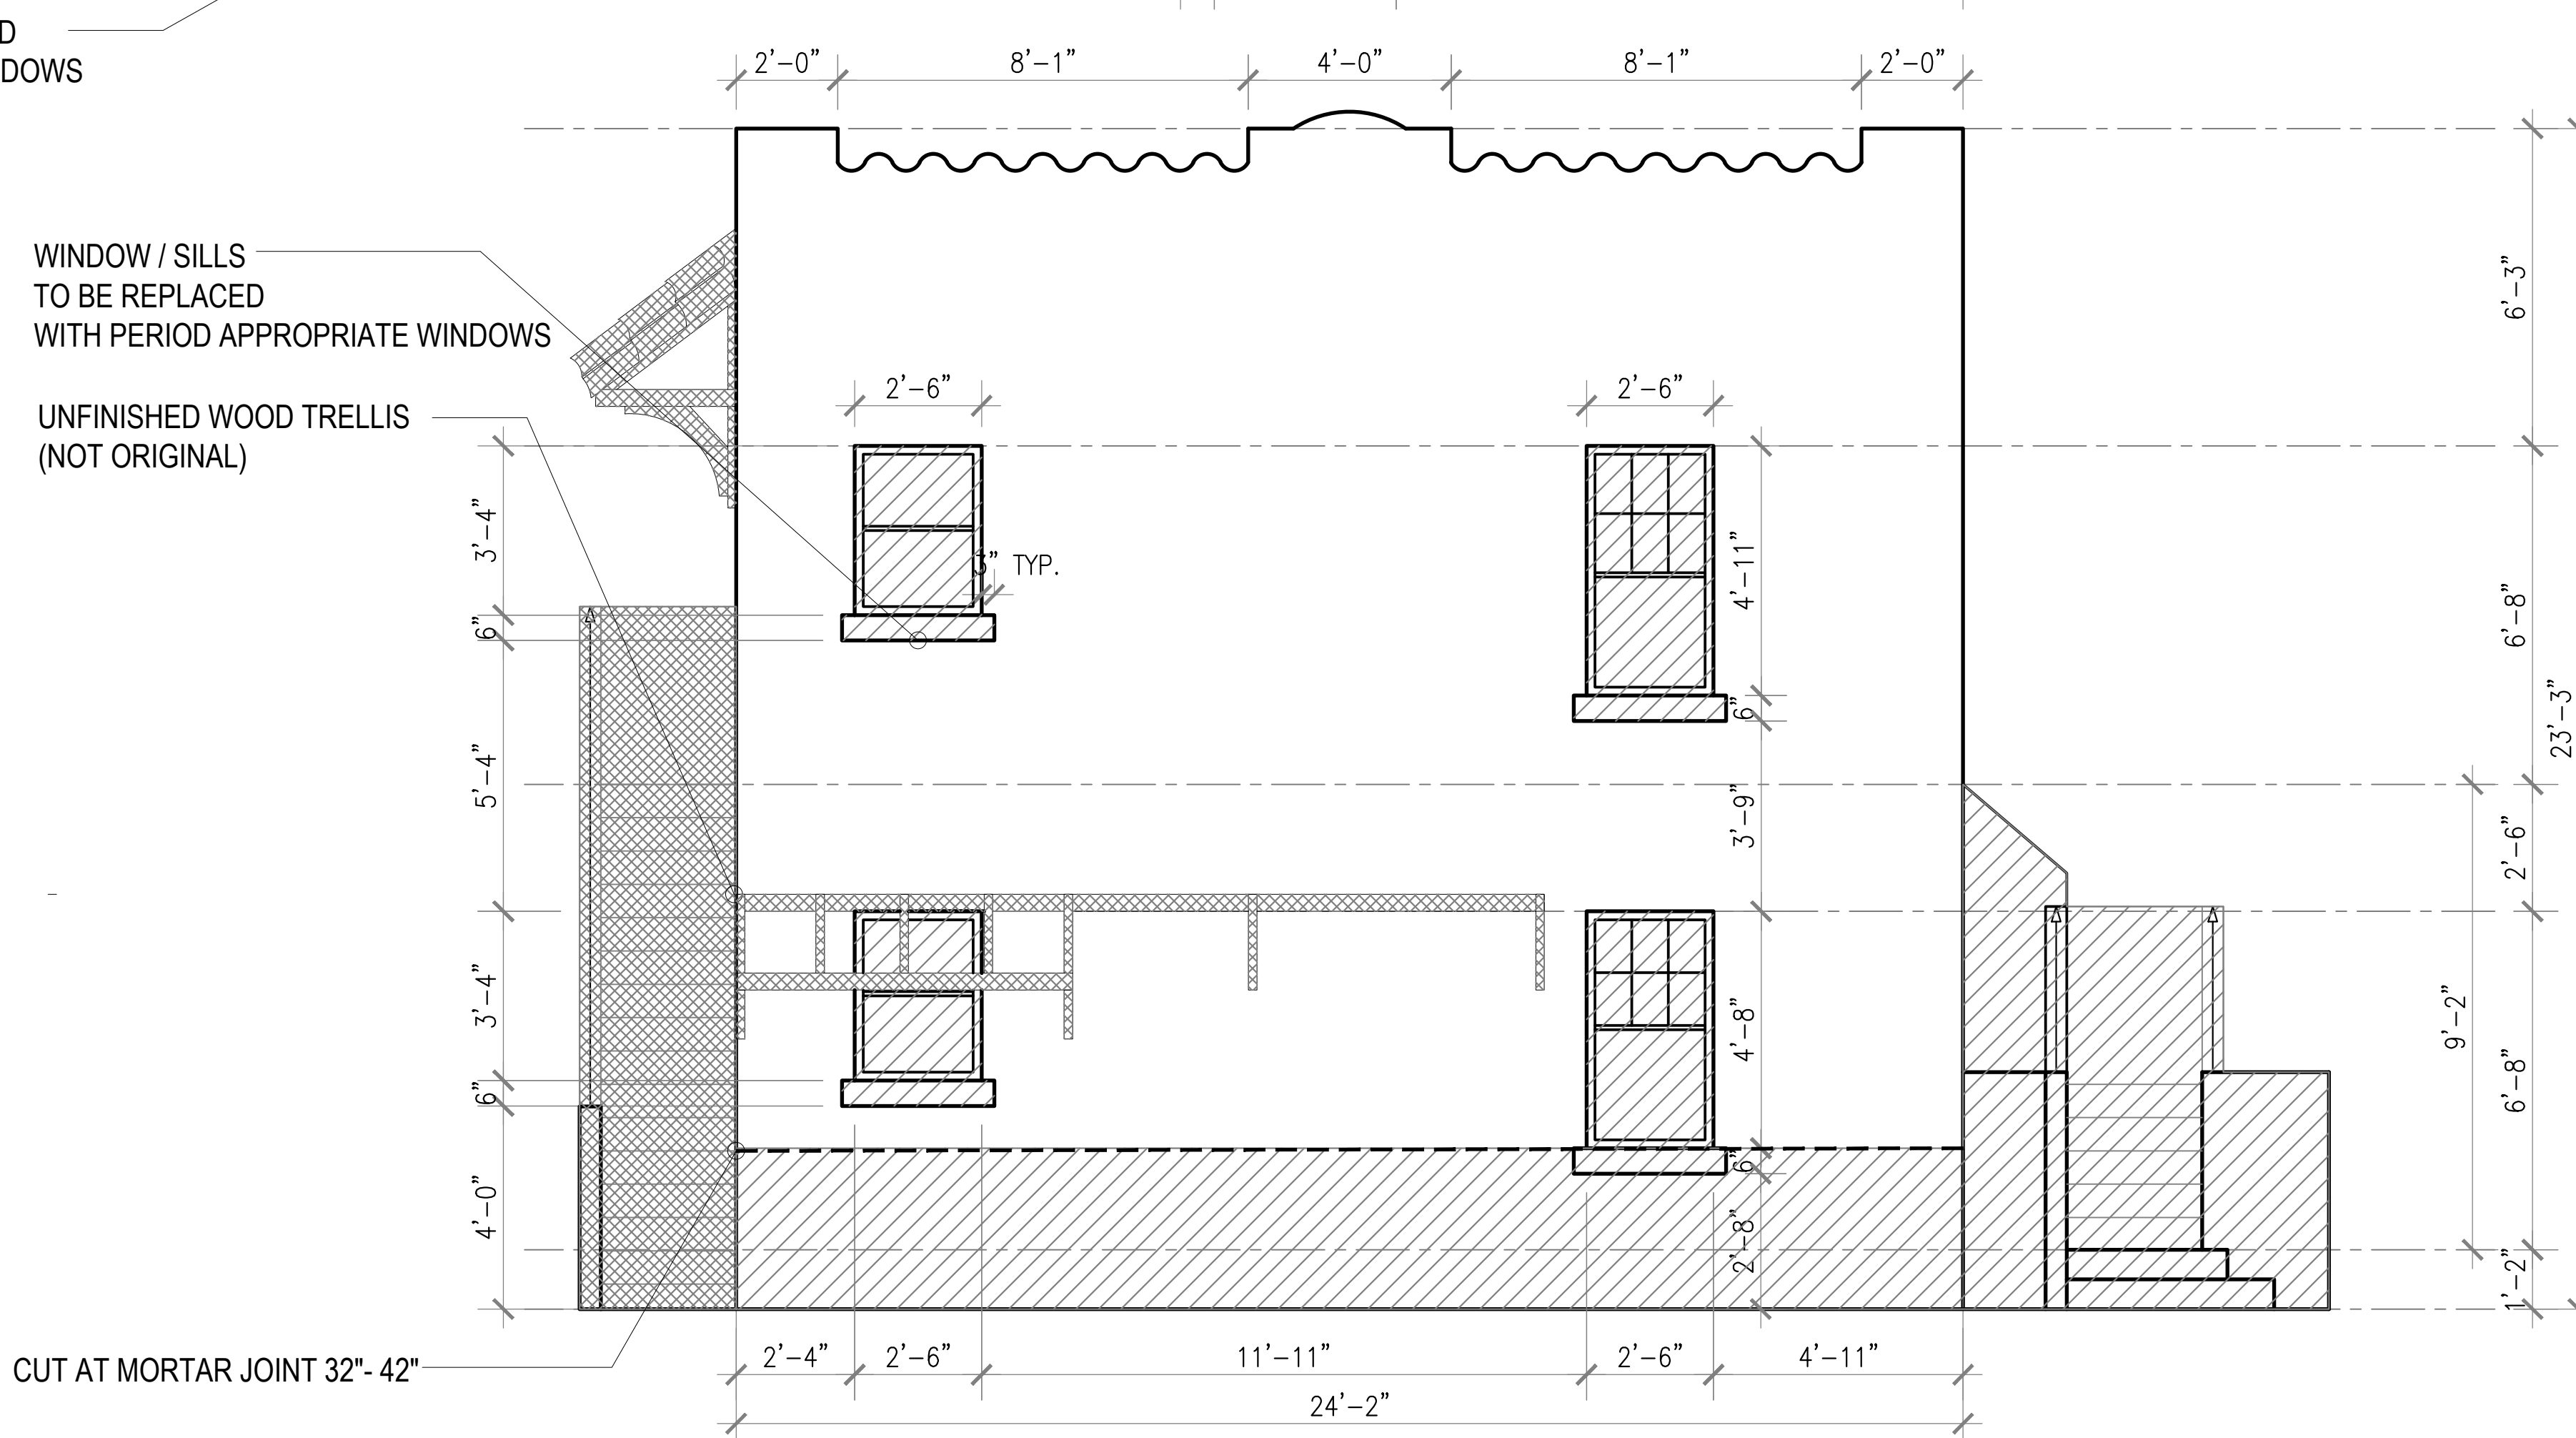 D
DOWS
2'-0" 8'-1" 4'-0" 8'-1" 2'-0"
WINDOW / SILLS
TO BE REPLACED
WITH PERIOD APPROPRIATE WINDOWS
UNFINISHED WOOD TRELLIS
(NOT ORIGINAL)
2'-6" 2'-6"
3" TYP.
3'-4"
6"
5'-4"
3'-4"
6"
4'-0"
4'-11"
6"
3'-9"
4'-8"
6"
2'-8"
6'-3"
6'-8"
2'-6"
6'-8"
1'-2"
9'-2"
23'-3"
CUT AT MORTAR JOINT 32"- 42"
2'-4" 2'-6" 11'-11" 2'-6" 4'-11"
24'-2"